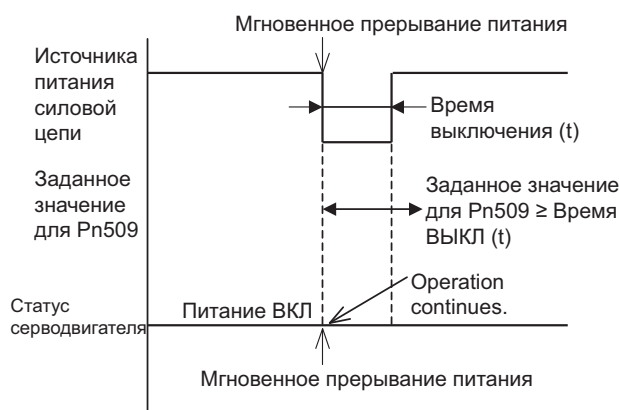 Мгновенное прерывание питания
Источника
питания
силовой
цепи
Время
выключения (t)
Заданное
значение
для Pn509
Заданное значение
для Pn509 ≥ Время
ВЫКЛ (t)
Operation
continues.
Статус
серводвигателя
Питание ВКЛ
Мгновенное прерывание питания